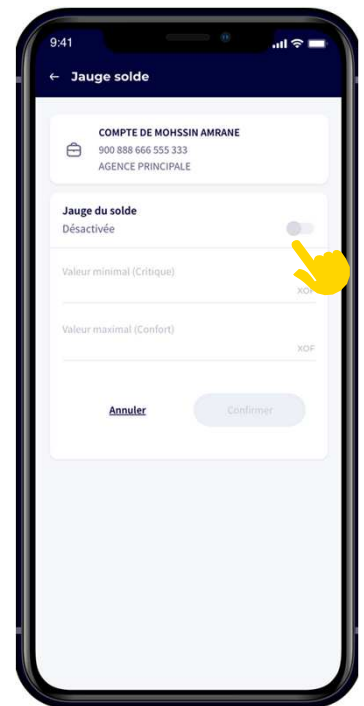 9:41
← Jauge solde
COMPTE DE MOHSSIN AMRANE
900 888 666 555 333
AGENCE PRINCIPALE
Jauge du solde
Désactivée
Valeur minimal (Critique)
XOF
Valeur maximal (Confort)
XOF
Annuler Confirmer